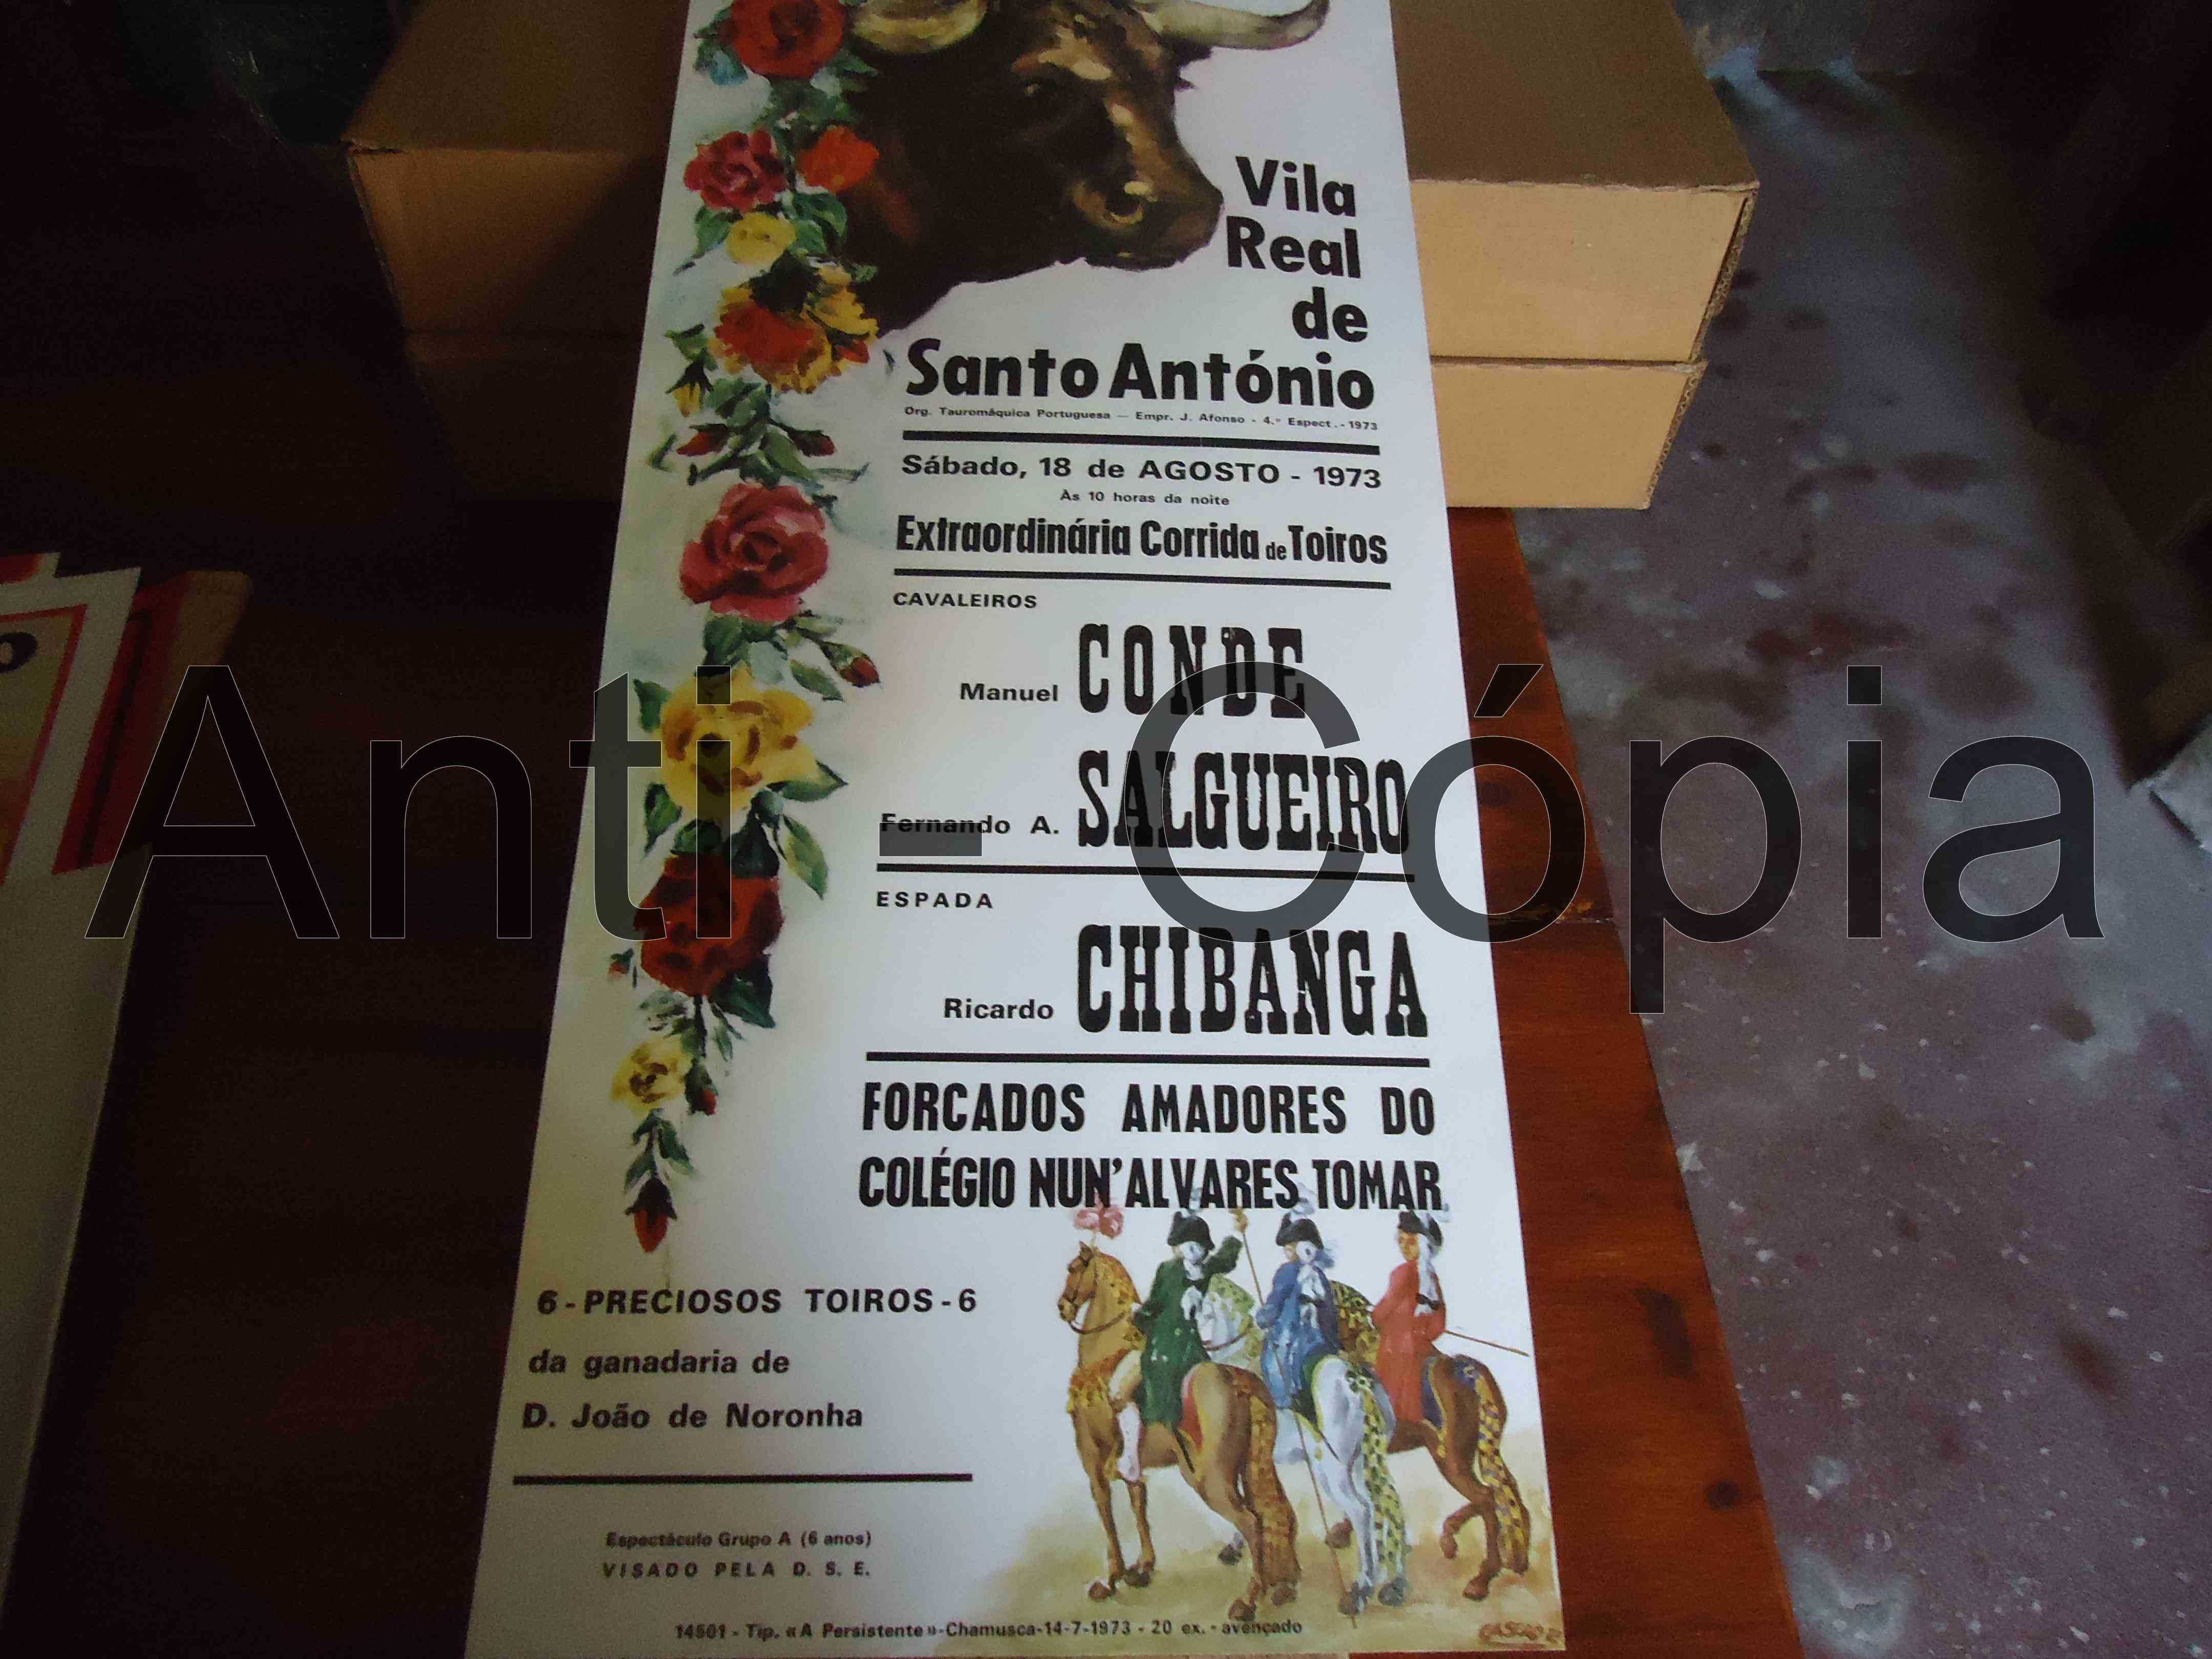 Vila
Real
de
Santo António
Org. Tauromáquica Portuguesa — Empr. J. Afonso - 4.º Espect. - 1973
Sábado, 18 de AGOSTO - 1973
Às 10 horas da noite
Extraordinária Corrida de Toiros
CAVALEIROS
Manuel CONDE
Fernando A. SALGUEIRO
ESPADA
Ricardo CHIBANGA
FORCADOS AMADORES DO
COLÉGIO NUN'ALVARES TOMAR
6 - PRECIOSOS TOIROS - 6
da ganadaria de
D. João de Noronha
Espectáculo Grupo A (6 anos)
VISADO PELA D. S. E.
14501 - Tip. «A Persistente»-Chamusca-14-7-1973 - 20 ex. - avençado
Anti - Cópia